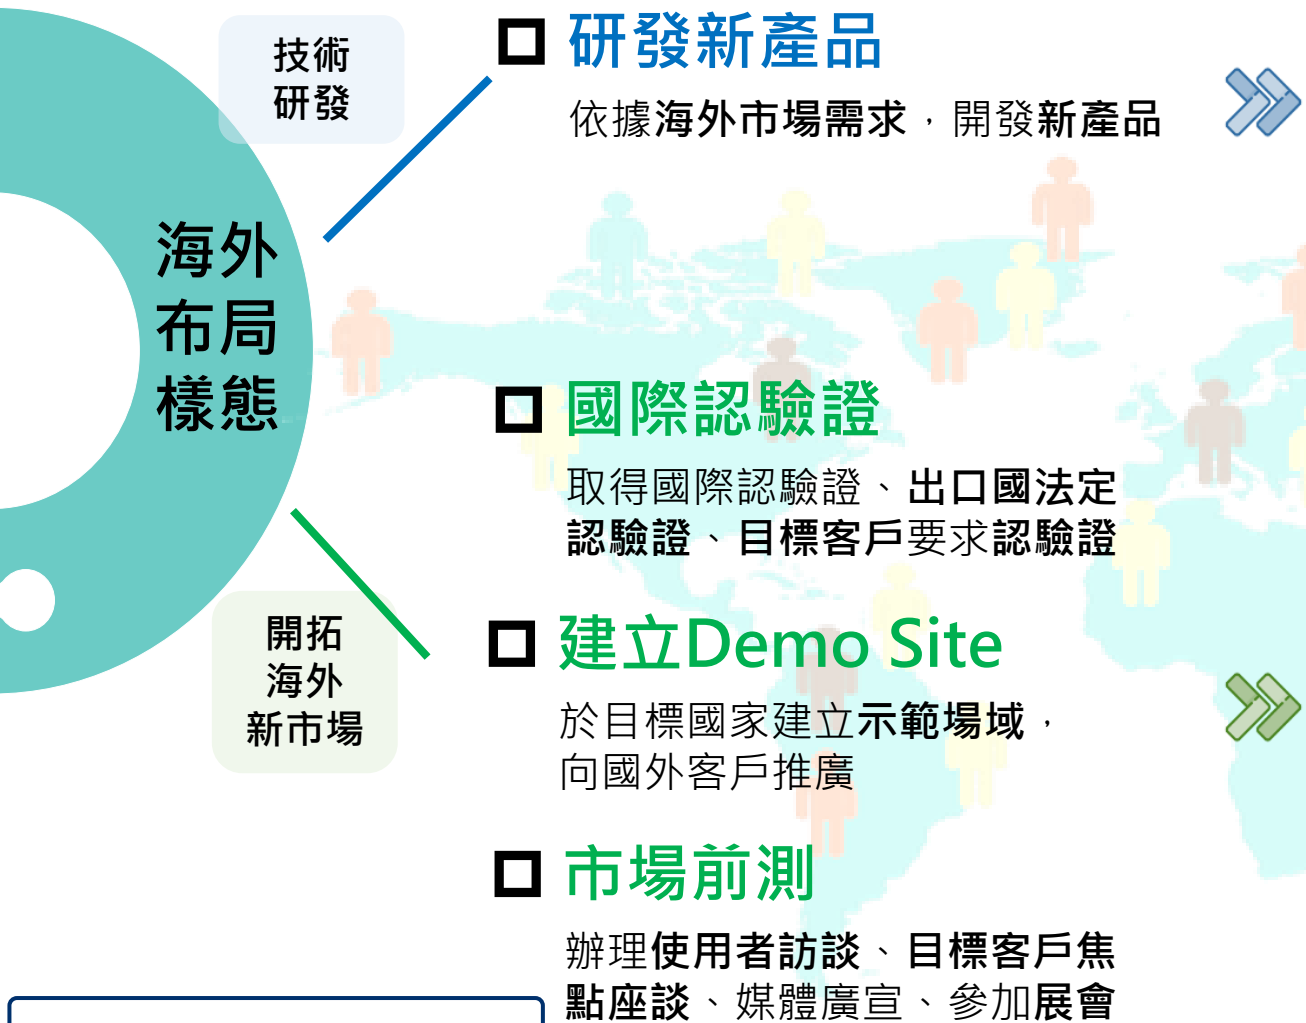 技術
研發
海外
布局
樣態
開拓
海外
新市場
研發新產品
依據海外市場需求，開發新產品
國際認驗證
取得國際認驗證、出口國法定
認驗證、目標客戶要求認驗證
建立Demo Site
於目標國家建立示範場域，
向國外客戶推廣
市場前測
辦理使用者訪談、目標客戶焦
點座談、媒體廣宣、參加展會